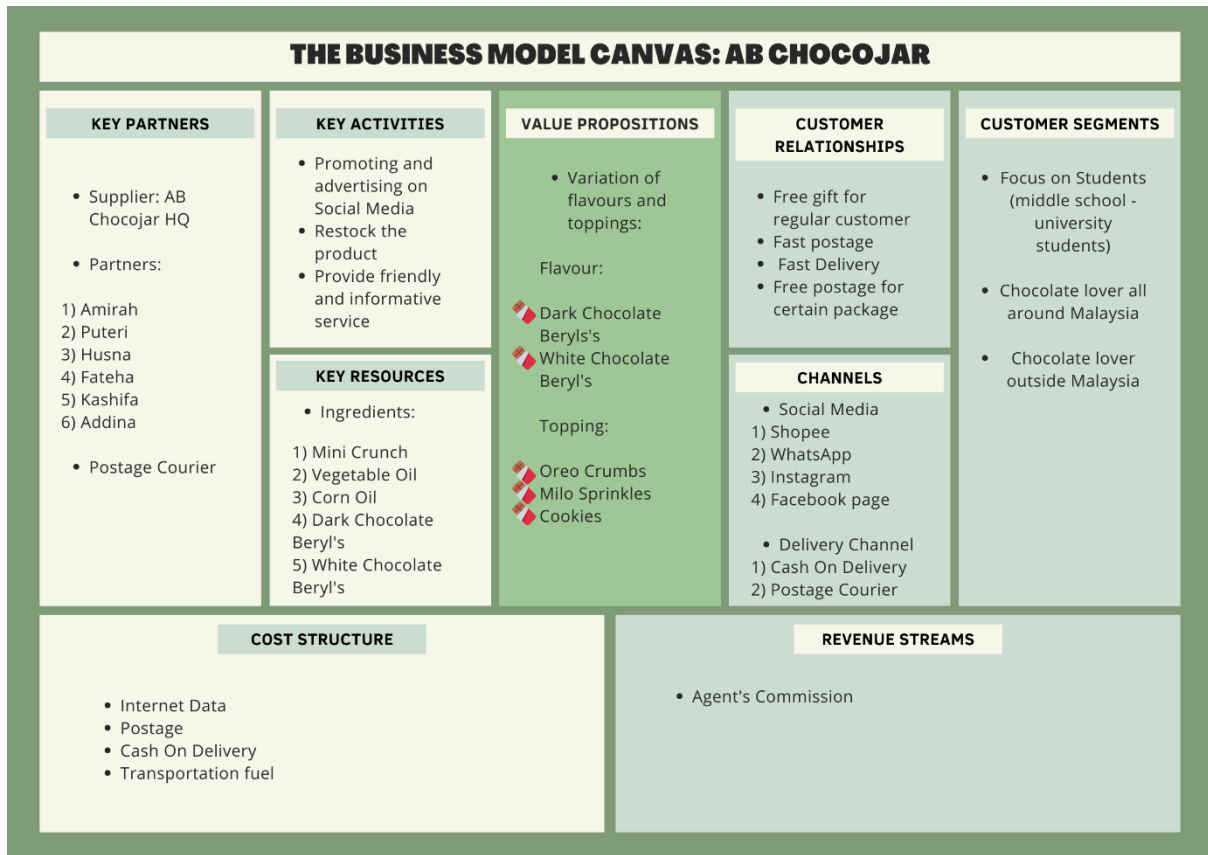 THE BUSINESS MODEL CANVAS: AB CHOCOJAR
KEY PARTNERS
• Supplier: AB
Chocojar HQ
• Partners:
1) Amirah
2) Puteri
3) Husna
4) Fateha
5) Kashifa
6) Addina
• Postage Courier
KEY ACTIVITIES
• Promoting and
advertising on
Social Media
• Restock the
product
• Provide friendly
and informative
service
KEY RESOURCES
• Ingredients:
1) Mini Crunch
2) Vegetable Oil
3) Corn Oil
4) Dark Chocolate
Beryl's
5) White Chocolate
Beryl's
VALUE PROPOSITIONS
• Variation of
flavours and
toppings:
Flavour:
Dark Chocolate
Beryls's
White Chocolate
Beryl's
Topping:
Oreo Crumbs
Milo Sprinkles
Cookies
CUSTOMER
RELATIONSHIPS
• Free gift for
regular customer
• Fast postage
• Fast Delivery
• Free postage for
certain package
CHANNELS
• Social Media
1) Shopee
2) WhatsApp
3) Instagram
4) Facebook page
• Delivery Channel
1) Cash On Delivery
2) Postage Courier
CUSTOMER SEGMENTS
• Focus on Students
(middle school -
university
students)
• Chocolate lover all
around Malaysia
• Chocolate lover
outside Malaysia
COST STRUCTURE
• Internet Data
• Postage
• Cash On Delivery
• Transportation fuel
REVENUE STREAMS
• Agent's Commission